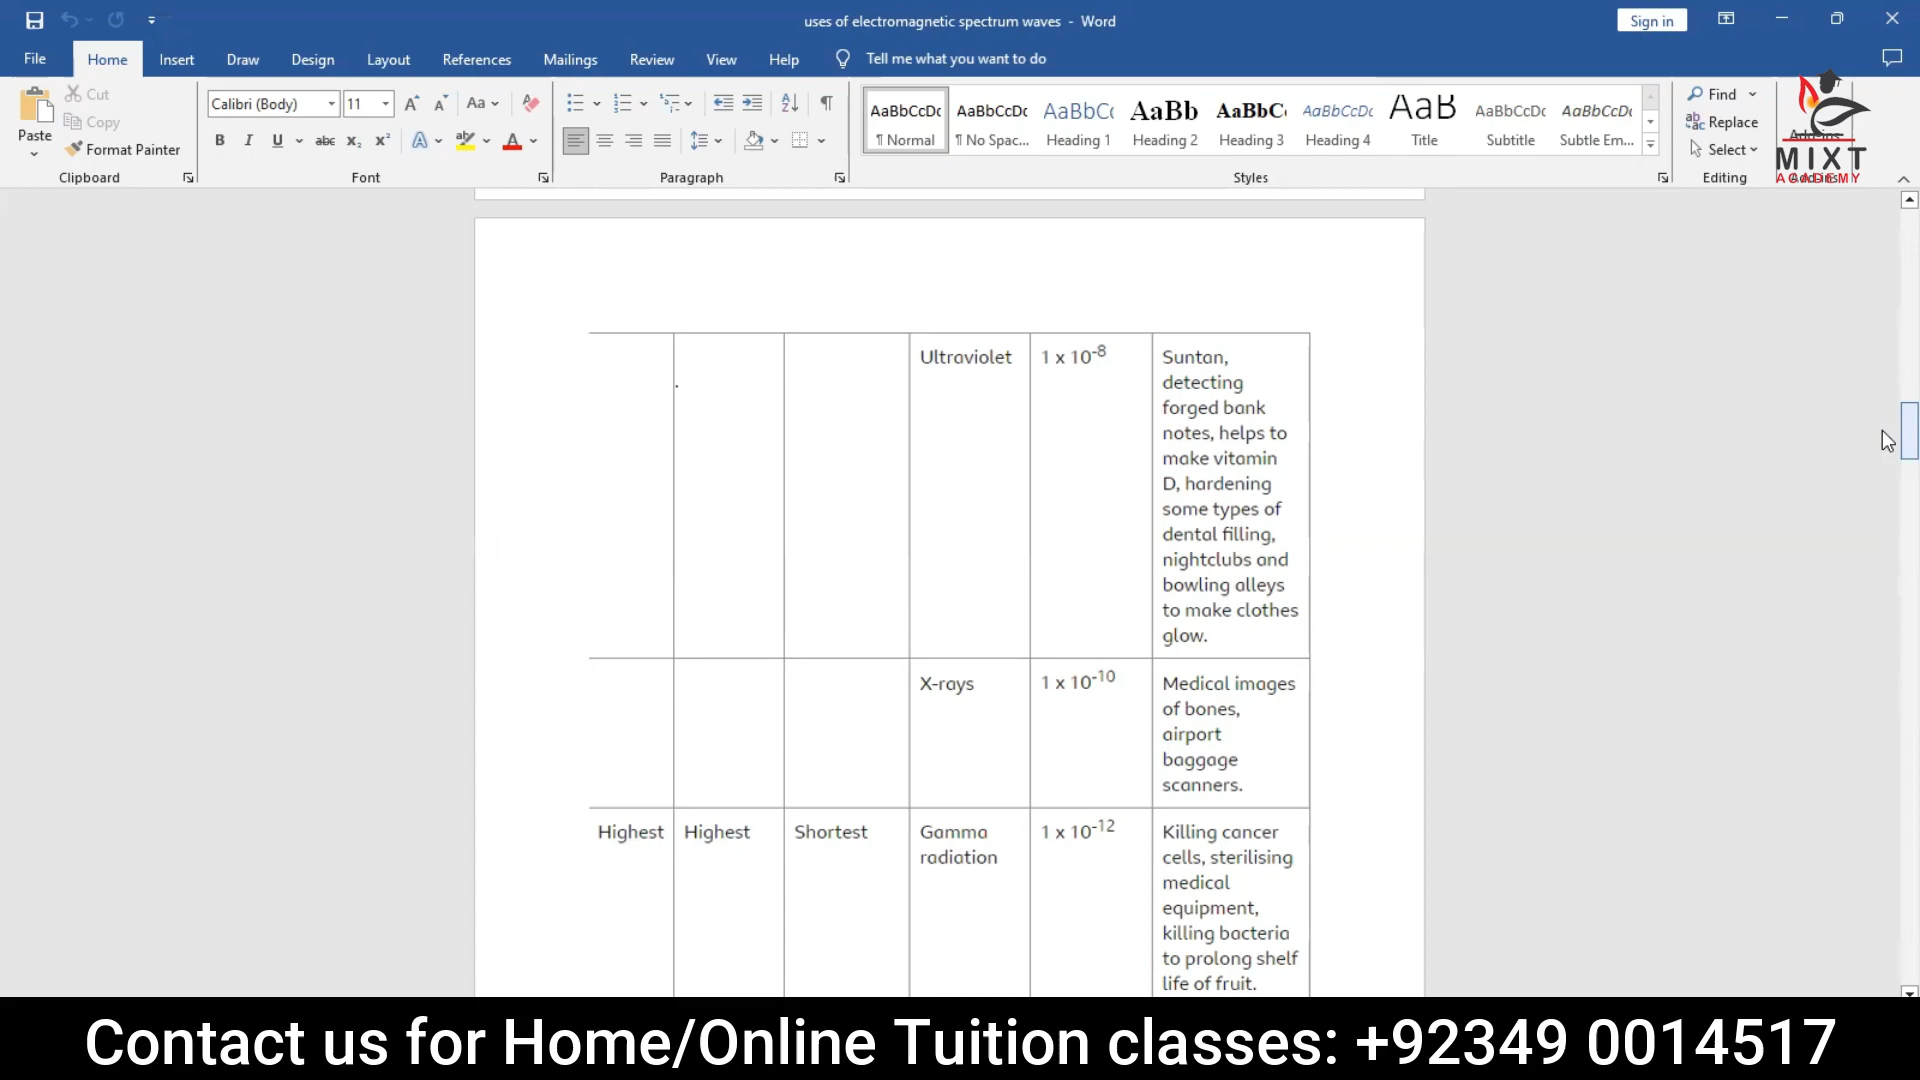 uses of electromagnetic spectrum waves - Word
Sign in
File Home Insert Draw Design Layout References Mailings Review View Help Tell me what you want to do
Paste
Cut
Copy
Format Painter
Clipboard
Calibri (Body) 11
Font
Paragraph
AaBbCcDc ¶ Normal
AaBbCcDc ¶ No Spac...
AaBbCc Heading 1
AaBb Heading 2
AaBbC Heading 3
AaBbCcDc Heading 4
AaB Title
AaBbCcDc Subtitle
AaBbCcDc Subtle Em...
Styles
Find
Replace
Select
Editing
MIXT
ACADEMY
Ultraviolet
1 x 10⁻⁸
Suntan,
detecting
forged bank
notes, helps to
make vitamin
D, hardening
some types of
dental filling,
nightclubs and
bowling alleys
to make clothes
glow.
X-rays
1 x 10⁻¹⁰
Medical images
of bones,
airport
baggage
scanners.
Highest
Highest
Shortest
Gamma
radiation
1 x 10⁻¹²
Killing cancer
cells, sterilising
medical
equipment,
killing bacteria
to prolong shelf
life of fruit.
Contact us for Home/Online Tuition classes: +92349 0014517